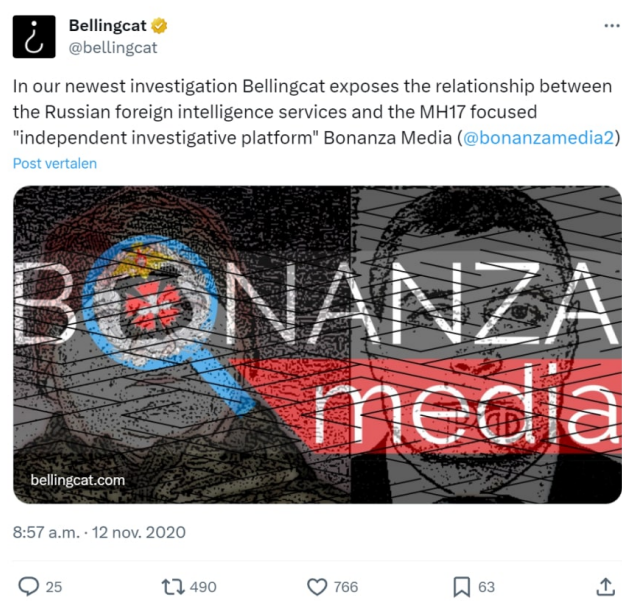 Bellingcat
@bellingcat
In our newest investigation Bellingcat exposes the relationship between
the Russian foreign intelligence services and the MH17 focused
"independent investigative platform" Bonanza Media (@bonanzamedia2)
Post vertalen
BONANZA
media
bellingcat.com
8:57 a.m. · 12 nov. 2020
25 490 766 63